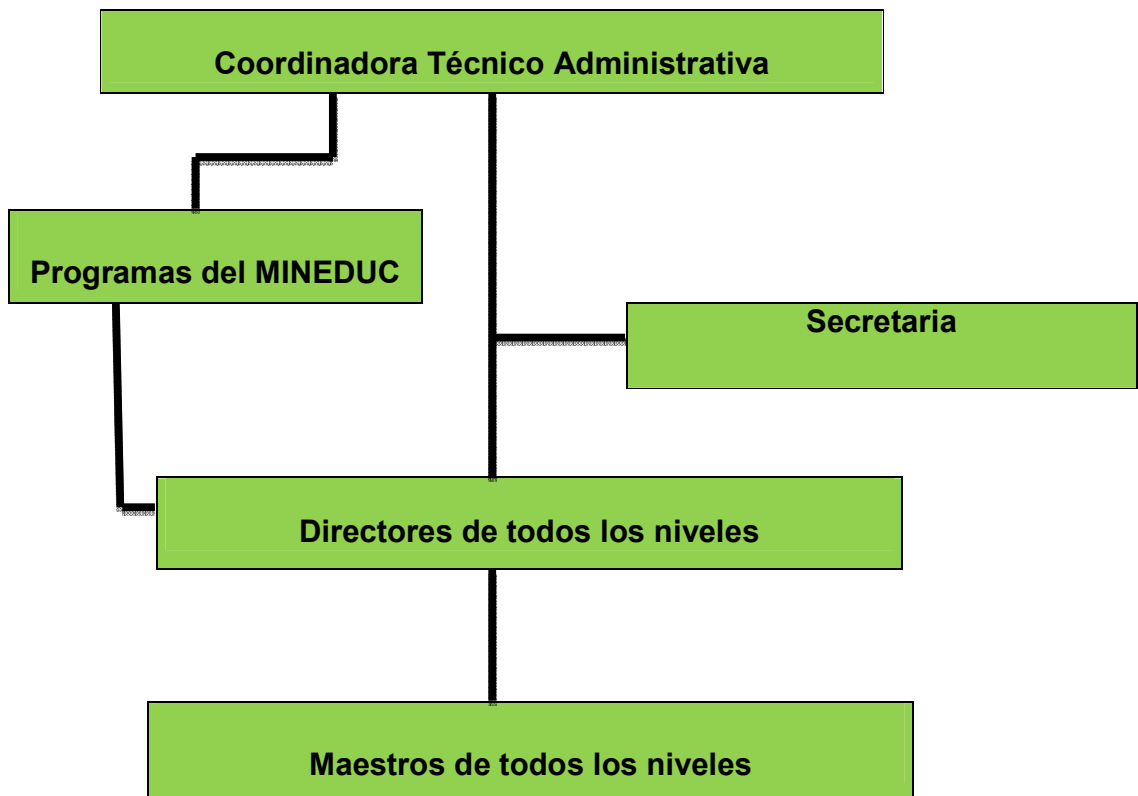 Coordinadora Técnico Administrativa
Programas del MINEDUC
Secretaria
Directores de todos los niveles
Maestros de todos los niveles